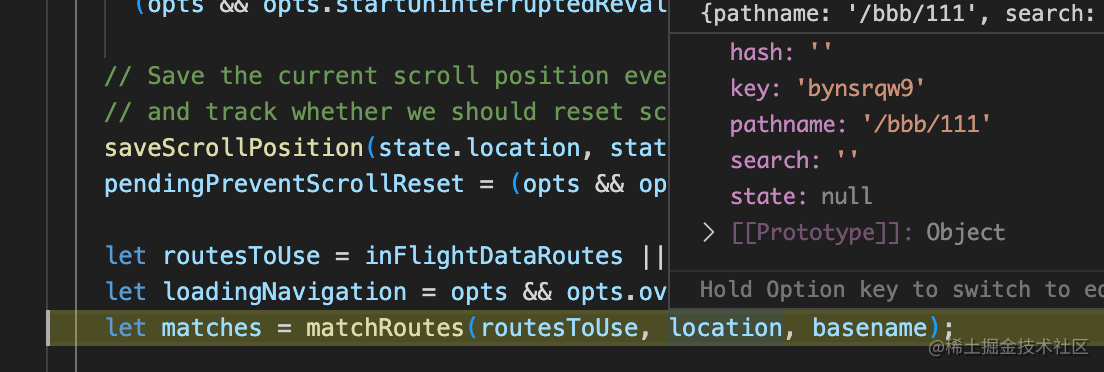 (opts && opts.startUninterruptedReval
// Save the current scroll position eve
// and track whether we should reset sc
saveScrollPosition(state.location, stat
pendingPreventScrollReset = (opts && op
let routesToUse = inFlightDataRoutes ||
let loadingNavigation = opts && opts.ov
let matches = matchRoutes(routesToUse, location, basename);
{pathname: '/bbb/111', search:
hash: ''
key: 'bynsrqw9'
pathname: '/bbb/111'
search: ''
state: null
[[Prototype]]: Object
Hold Option key to switch to ed
@稀土掘金技术社区